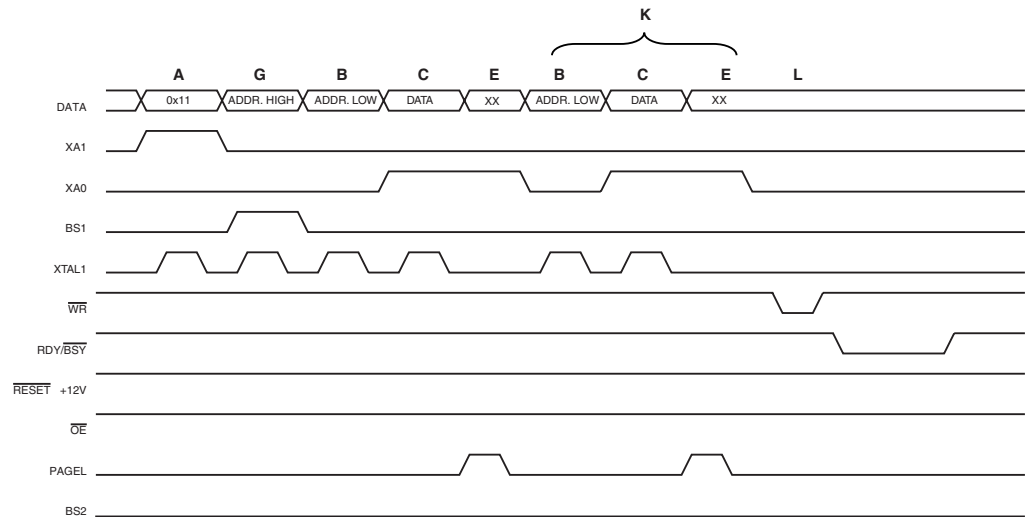 K
A G B C E B C E L
DATA 0x11 ADDR. HIGH ADDR. LOW DATA XX ADDR. LOW DATA XX
XA1
XA0
BS1
XTAL1
WR
RDY/BSY
RESET +12V
OE
PAGEL
BS2